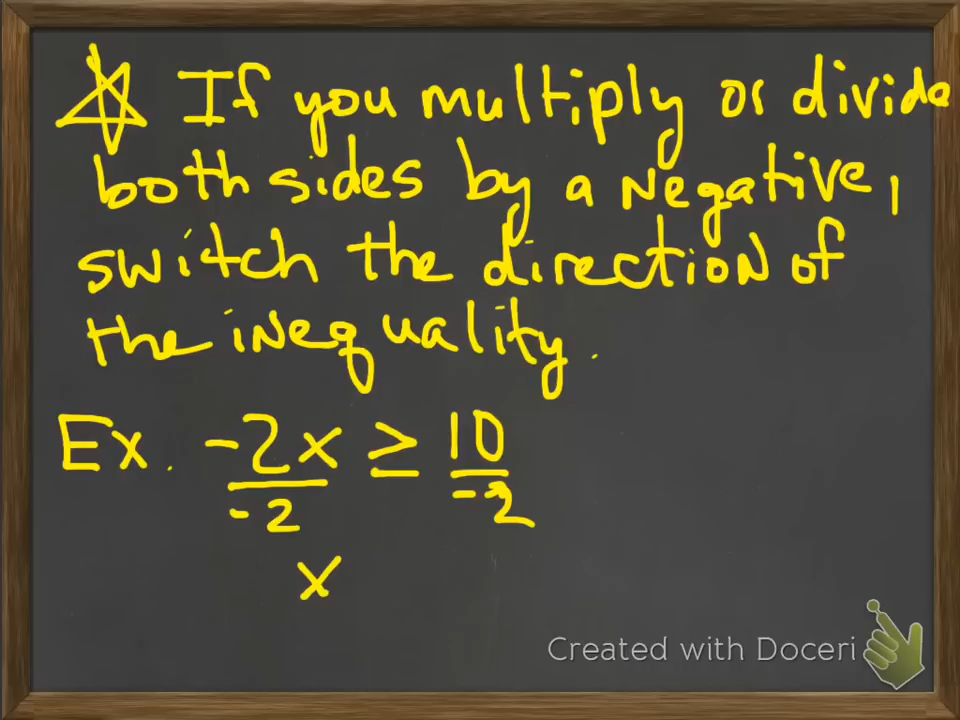 If you multiply or divide
both sides by a negative,
switch the direction of
the inequality.
Ex. -2x ≥ 10
-2 -2
x
Created with Doceri